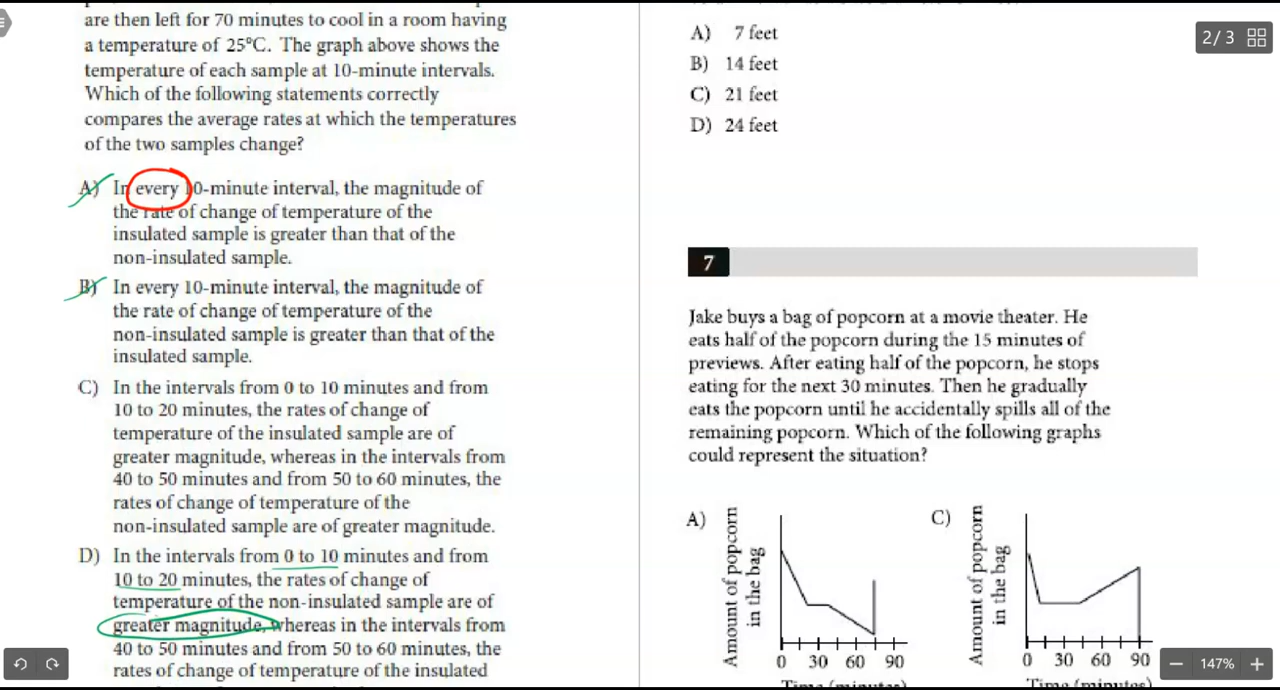 are then left for 70 minutes to cool in a room having
a temperature of 25°C. The graph above shows the
temperature of each sample at 10-minute intervals.
Which of the following statements correctly
compares the average rates at which the temperatures
of the two samples change?
A) In every 10-minute interval, the magnitude of
the rate of change of temperature of the
insulated sample is greater than that of the
non-insulated sample.
B) In every 10-minute interval, the magnitude of
the rate of change of temperature of the
non-insulated sample is greater than that of the
insulated sample.
C) In the intervals from 0 to 10 minutes and from
10 to 20 minutes, the rates of change of
temperature of the insulated sample are of
greater magnitude, whereas in the intervals from
40 to 50 minutes and from 50 to 60 minutes, the
rates of change of temperature of the
non-insulated sample are of greater magnitude.
D) In the intervals from 0 to 10 minutes and from
10 to 20 minutes, the rates of change of
temperature of the non-insulated sample are of
greater magnitude, whereas in the intervals from
40 to 50 minutes and from 50 to 60 minutes, the
rates of change of temperature of the insulated
A) 7 feet
B) 14 feet
C) 21 feet
D) 24 feet
2/3
7
Jake buys a bag of popcorn at a movie theater. He
eats half of the popcorn during the 15 minutes of
previews. After eating half of the popcorn, he stops
eating for the next 30 minutes. Then he gradually
eats the popcorn until he accidentally spills all of the
remaining popcorn. Which of the following graphs
could represent the situation?
A)
Amount of popcorn
in the bag
0 30 60 90
Time (minutes)
C)
Amount of popcorn
in the bag
0 30 60 90
Time (minutes)
147%